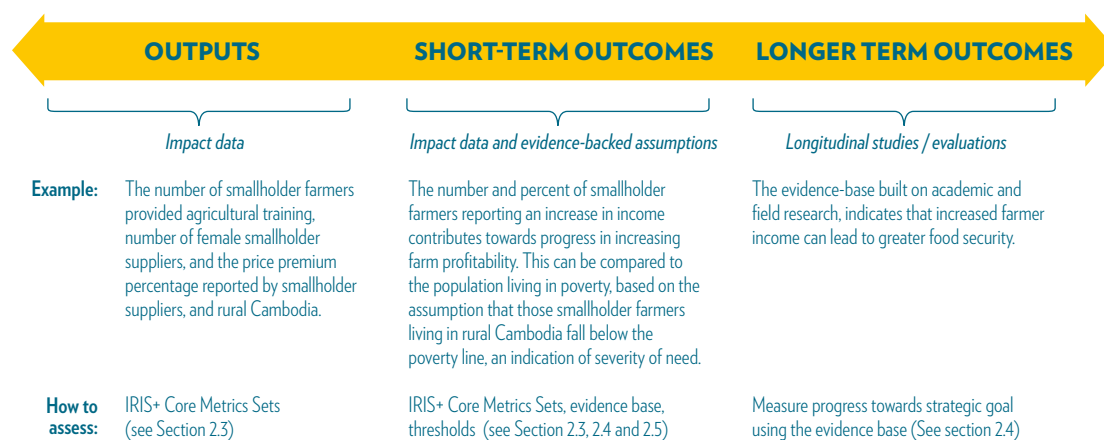 OUTPUTS
SHORT-TERM OUTCOMES
LONGER TERM OUTCOMES
Impact data
Impact data and evidence-backed assumptions
Longitudinal studies / evaluations
Example:
The number of smallholder farmers
provided agricultural training,
number of female smallholder
suppliers, and the price premium
percentage reported by smallholder
suppliers, and rural Cambodia.
The number and percent of smallholder
farmers reporting an increase in income
contributes towards progress in increasing
farm profitability. This can be compared to
the population living in poverty, based on the
assumption that those smallholder farmers
living in rural Cambodia fall below the
poverty line, an indication of severity of need.
The evidence-base built on academic and
field research, indicates that increased farmer
income can lead to greater food security.
How to
assess:
IRIS+ Core Metrics Sets
(see Section 2.3)
IRIS+ Core Metrics Sets, evidence base,
thresholds (see Section 2.3, 2.4 and 2.5)
Measure progress towards strategic goal
using the evidence base (See section 2.4)